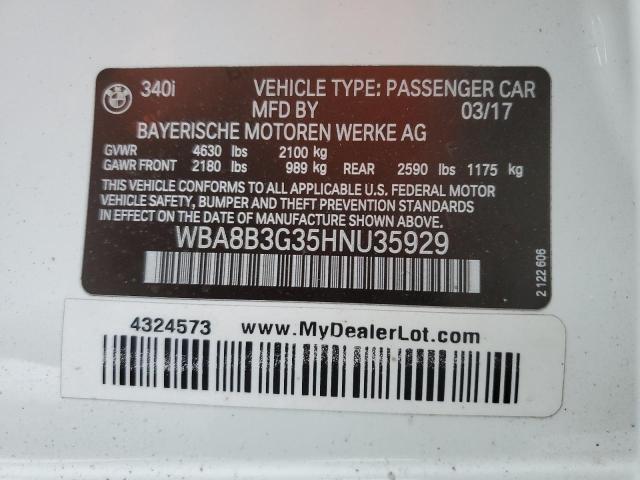 340i VEHICLE TYPE: PASSENGER CAR
MFD BY 03/17
BAYERISCHE MOTOREN WERKE AG
GVWR 4630 lbs 2100 kg
GAWR FRONT 2180 lbs 989 kg REAR 2590 lbs 1175 kg
THIS VEHICLE CONFORMS TO ALL APPLICABLE U.S. FEDERAL MOTOR
VEHICLE SAFETY, BUMPER AND THEFT PREVENTION STANDARDS
IN EFFECT ON THE DATE OF MANUFACTURE SHOWN ABOVE.
WBA8B3G35HNU35929
2 122 606
4324573 www.MyDealerLot.com